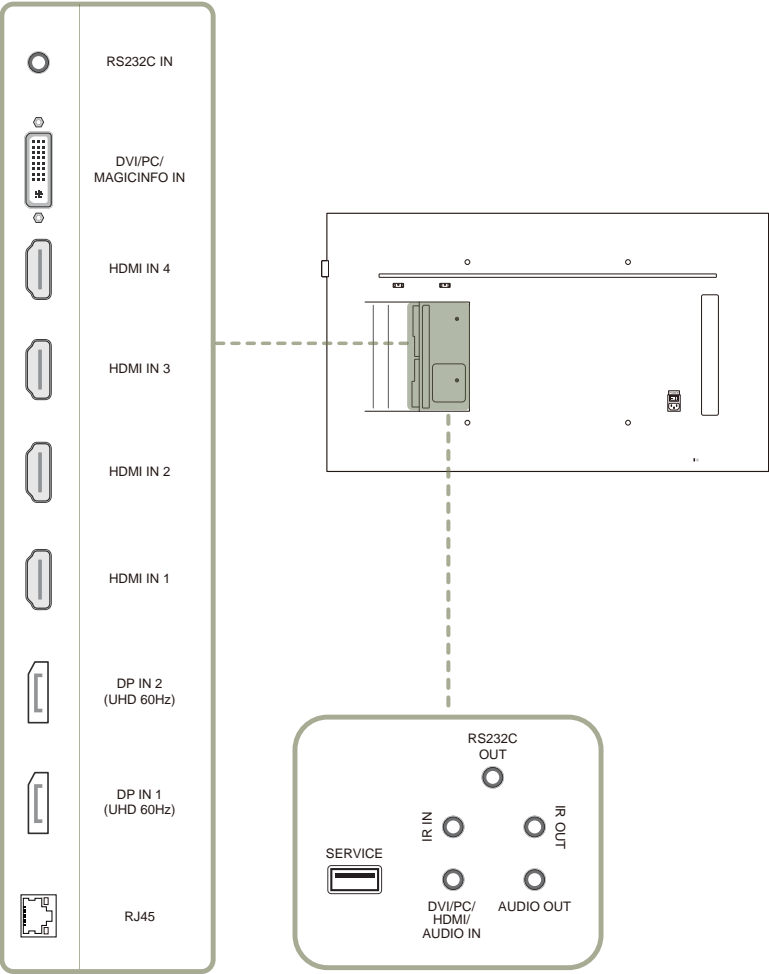 RS232C IN
DVI/PC/
MAGICINFO IN
HDMI IN 4
HDMI IN 3
HDMI IN 2
HDMI IN 1
DP IN 2
(UHD 60Hz)
DP IN 1
(UHD 60Hz)
RJ45
RS232C
OUT
IR IN
IR OUT
SERVICE
DVI/PC/
HDMI/
AUDIO IN
AUDIO OUT